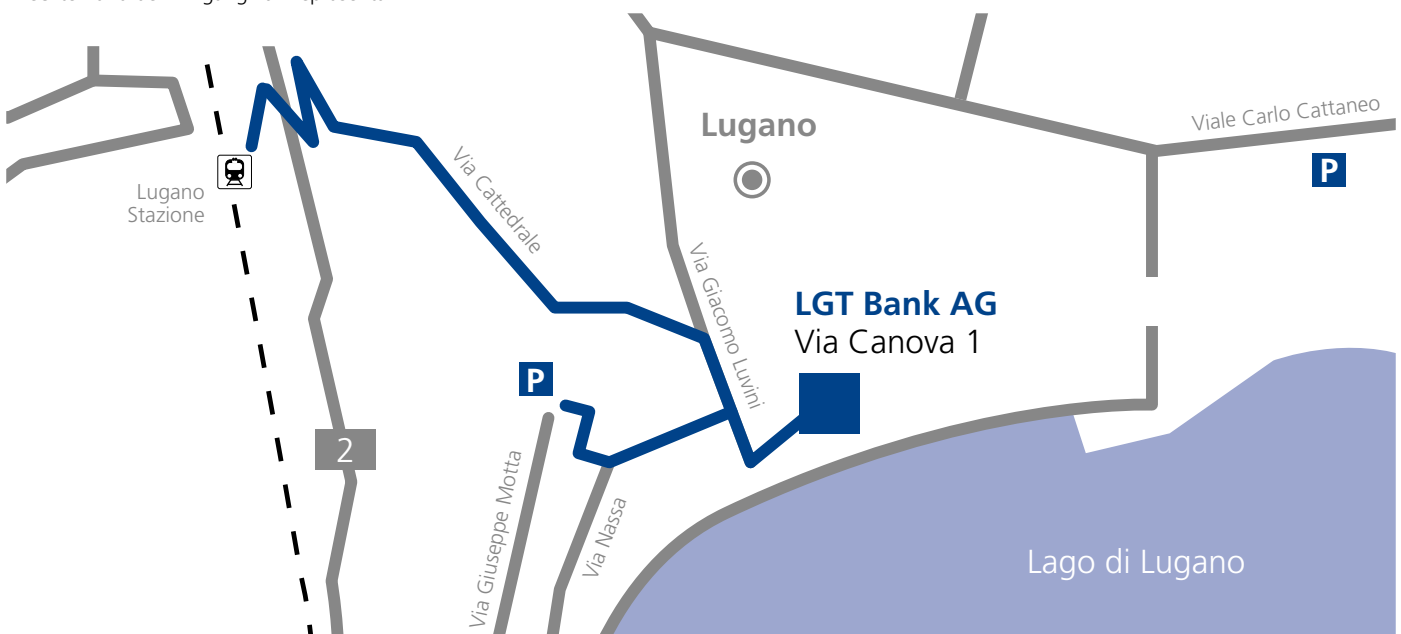 Viale Carlo Cattaneo
Lugano
P
Via Cattedrale
Lugano
Stazione
Via Giacomo Luvini
LGT Bank AG
Via Canova 1
P
2
Via Giuseppe Motta
Via Nassa
Lago di Lugano